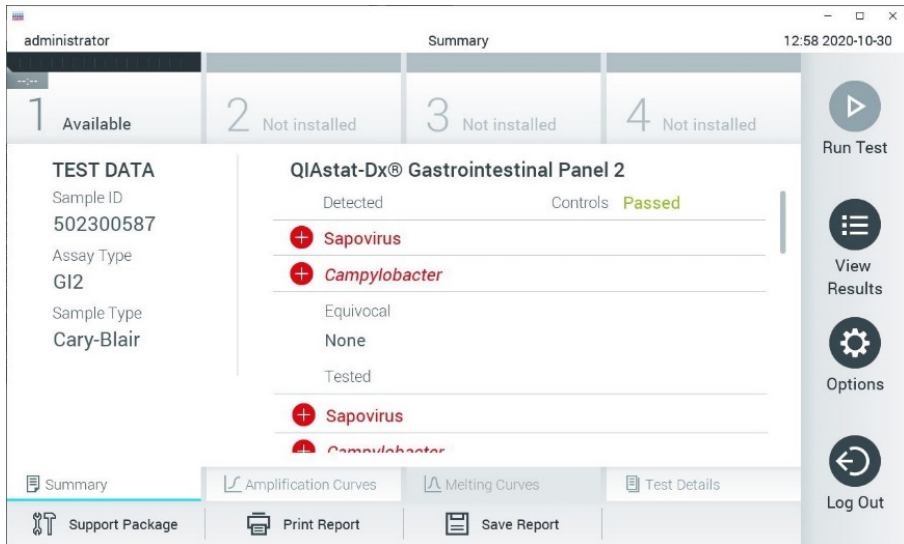 administrator Summary 12:58 2020-10-30
--:--
1 Available 2 Not installed 3 Not installed 4 Not installed
Run Test
TEST DATA
Sample ID
502300587
Assay Type
GI2
Sample Type
Cary-Blair
QIAstat-Dx® Gastrointestinal Panel 2
Detected Controls Passed
Sapovirus
Campylobacter
Equivocal
None
Tested
Sapovirus
Campylobacter
View
Results
Options
Log Out
Summary Amplification Curves Melting Curves Test Details
Support Package Print Report Save Report